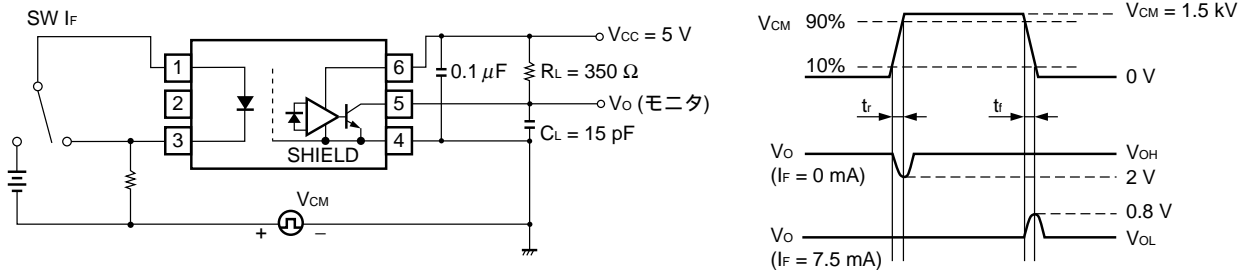 SW IF
1
2
3
6
5
4
SHIELD
0.1 μF
VCC = 5 V
RL = 350 Ω
VO (モニタ)
CL = 15 pF
VCM
+ −
VCM 90%
10%
VCM = 1.5 kV
0 V
tr
tf
VO
(IF = 0 mA)
VOH
2 V
0.8 V
VO
(IF = 7.5 mA)
VOL